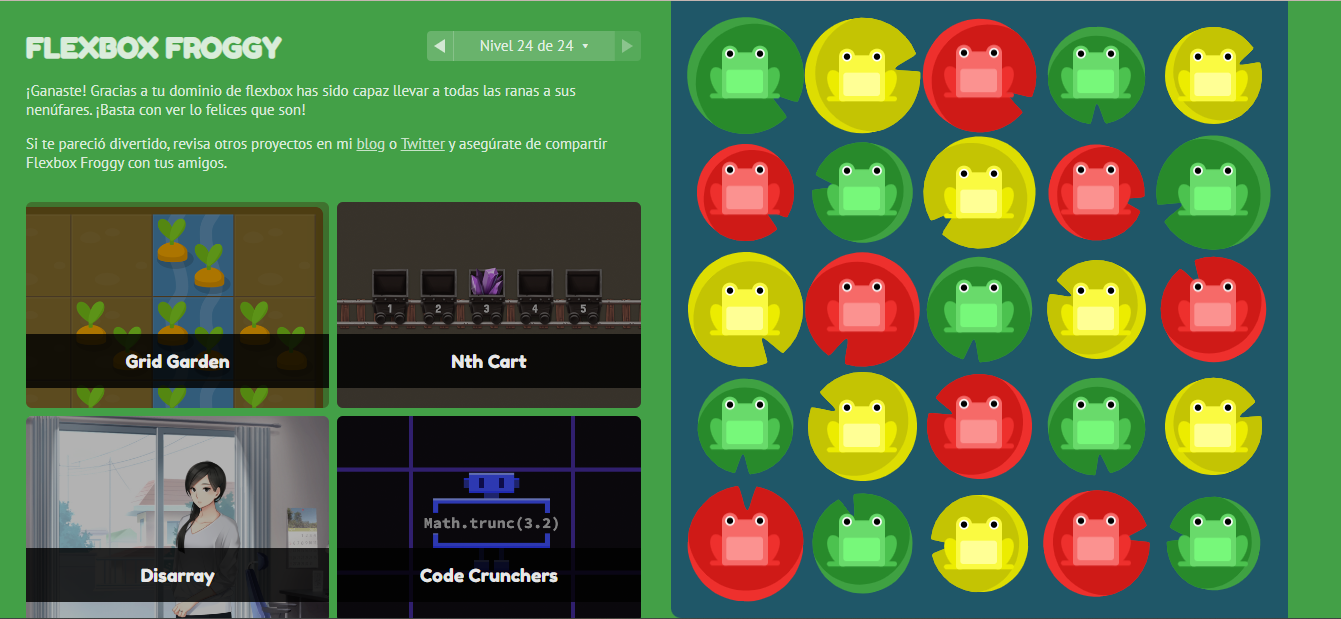 FLEXBOX FROGGY
Nivel 24 de 24
¡Ganaste! Gracias a tu dominio de flexbox has sido capaz llevar a todas las ranas a sus
nenúfares. ¡Basta con ver lo felices que son!
Si te pareció divertido, revisa otros proyectos en mi blog o Twitter y asegúrate de compartir
Flexbox Froggy con tus amigos.
Grid Garden
1 2 3 4 5
Nth Cart
Disarray
Math.trunc(3.2)
Code Crunchers